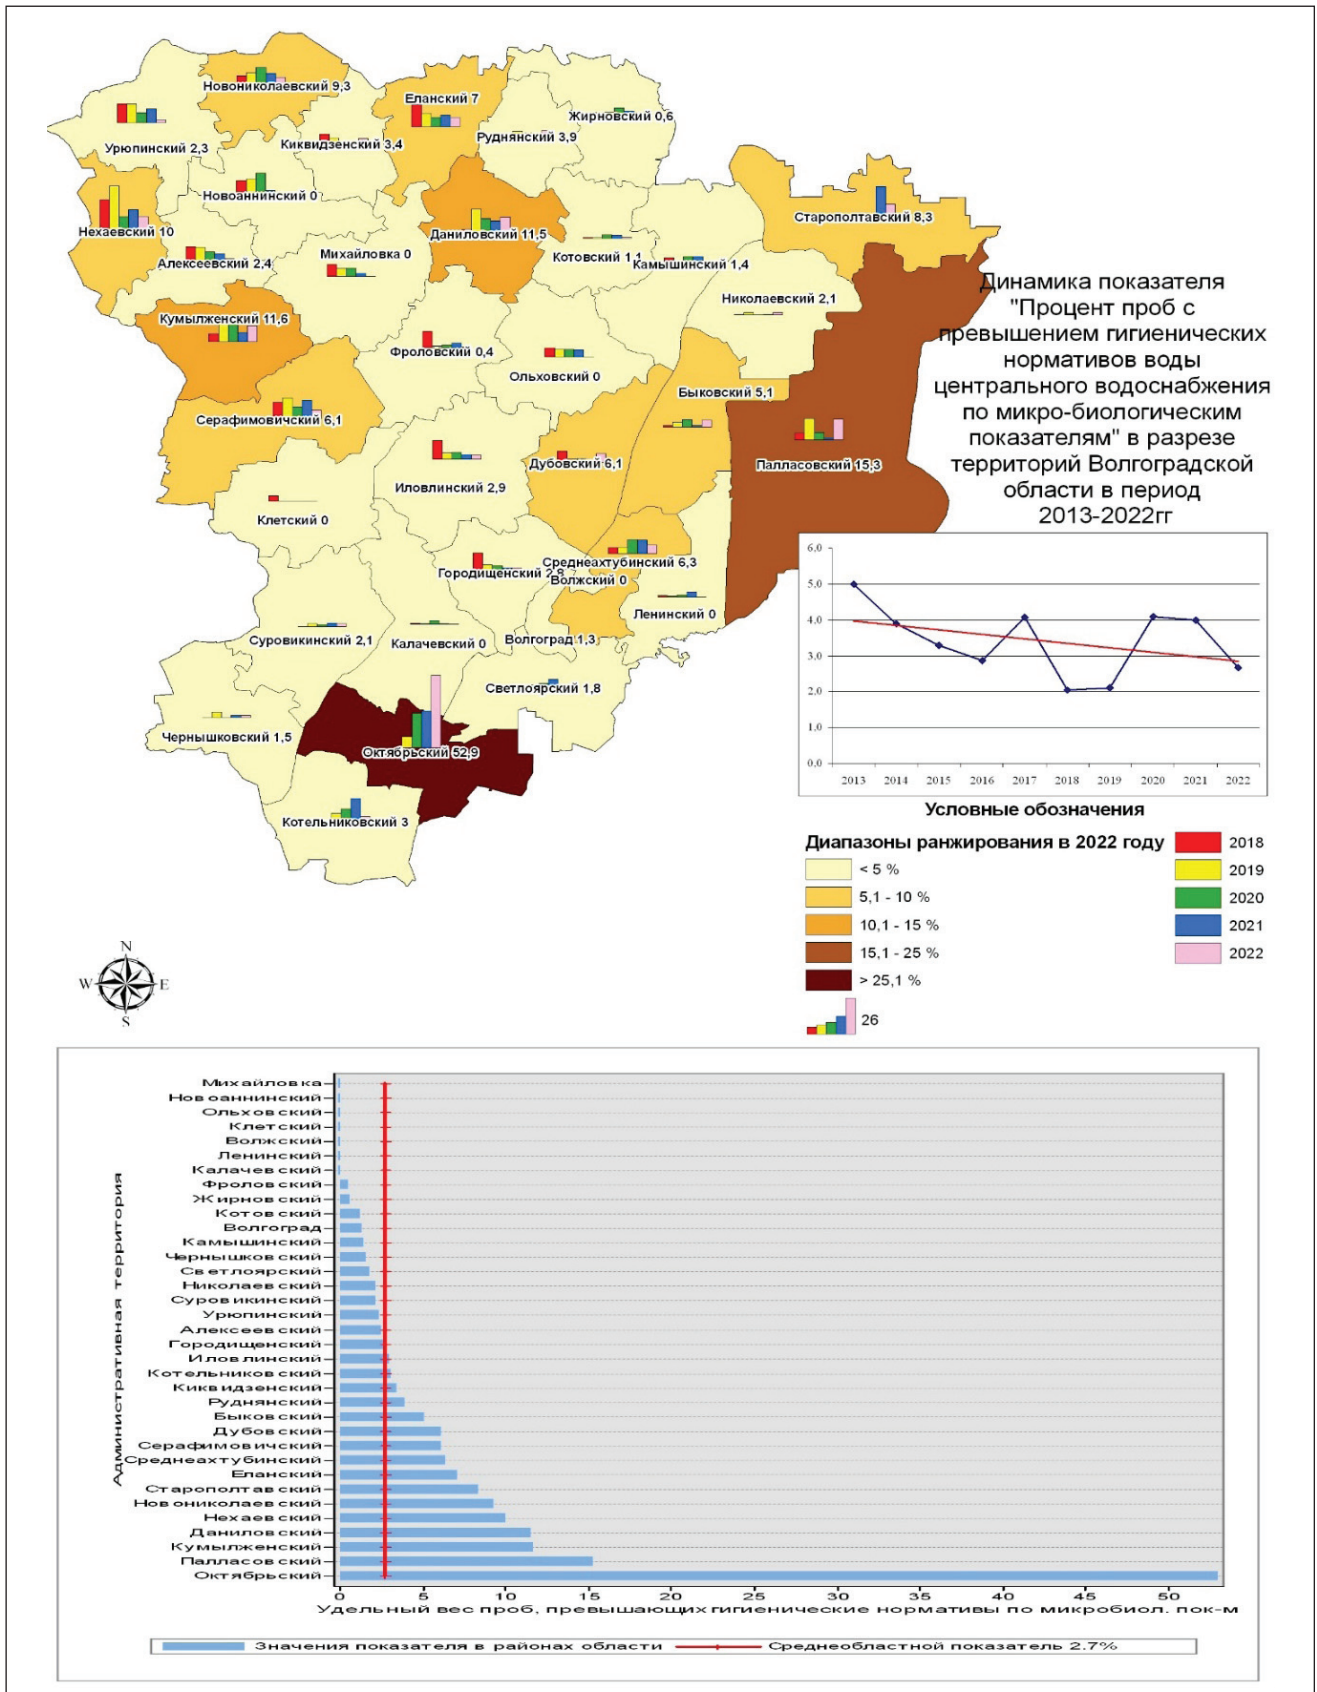 Новониколаевский 9,3
Еланский 7
Жирновский 0,6
Руднянский 3,9
Урюпинский 2,3
Киквидзенский 3,4
Новоаннинский 0
Старополтавский 8,3
Нехаевский 10
Даниловский 11,5
Михайловка 0
Котовский 1,1
Алексеевский 2,4
Камышинский 1,4
Николаевский 2,1
Кумылженский 11,6
Фроловский 0,4
Ольховский 0
Быковский 5,1
Серафимовичский 6,1
Дубовский 6,1
Палласовский 15,3
Иловлинский 2,9
Клетский 0
Среднеахтубинский 6,3
Городищенский 2,8
Волжский 0
Ленинский 0
Суровикинский 2,1
Калачевский 0
Волгоград 1,3
Светлоярский 1,8
Чернышковский 1,5
Октябрьский 52,9
Котельниковский 3
Динамика показателя
"Процент проб с
превышением гигиенических
нормативов воды
центрального водоснабжения
по микро-биологическим
показателям" в разрезе
территорий Волгоградской
области в период
2013-2022гг
6,0
5,0
4,0
3,0
2,0
1,0
0,0
2013 2014 2015 2016 2017 2018 2019 2020 2021 2022
Условные обозначения
Диапазоны ранжирования в 2022 году
< 5 %
5,1 - 10 %
10,1 - 15 %
15,1 - 25 %
> 25,1 %
26
2018
2019
2020
2021
2022
N
W E
S
Административная территория
Михайловка
Новоаннинский
Ольховский
Клетский
Волжский
Ленинский
Калачевский
Фроловский
Жирновский
Котовский
Волгоград
Камышинский
Чернышковский
Светлоярский
Николаевский
Суровикинский
Урюпинский
Алексеевский
Городищенский
Иловлинский
Котельниковский
Киквидзенский
Руднянский
Быковский
Дубовский
Серафимовичский
Среднеахтубинский
Еланский
Старополтавский
Новониколаевский
Нехаевский
Даниловский
Кумылженский
Палласовский
Октябрьский
0 5 10 15 20 25 30 35 40 45 50
Удельный вес проб, превышающих гигиенические нормативы по микробиол. пок-м
Значения показателя в районах области
Среднеобластной показатель 2.7%